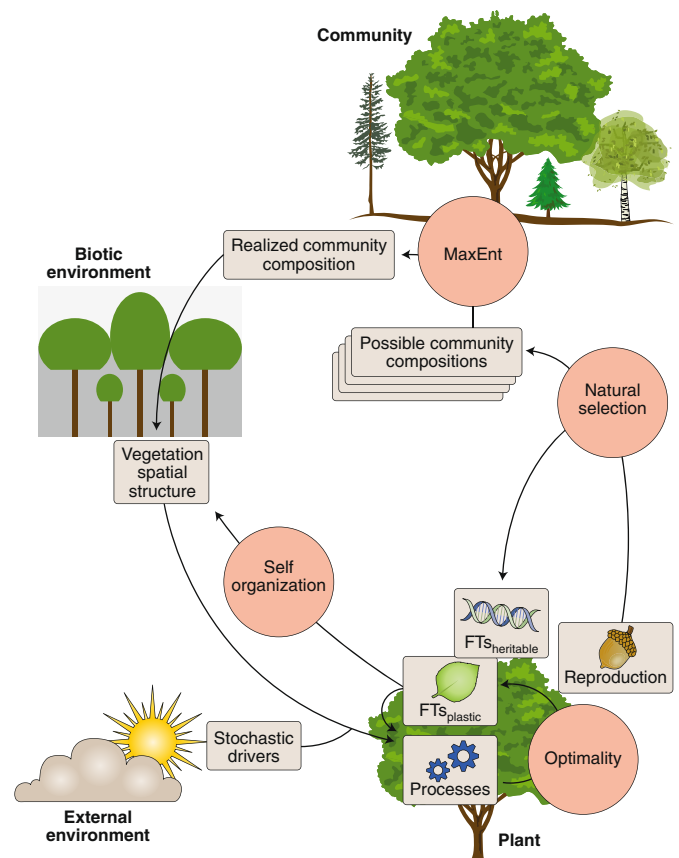 Community
Realized community
composition
MaxEnt
Biotic
environment
Possible community
compositions
Natural
selection
Vegetation
spatial
structure
Self
organization
FTsheritable
Reproduction
FTsplastic
Stochastic
drivers
Processes
Optimality
External
environment
Plant